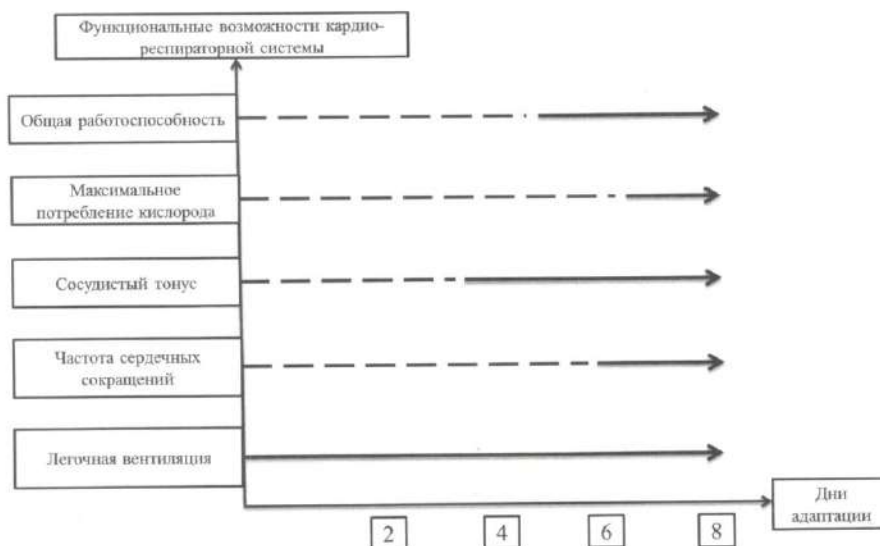 Функциональные возможности кардио-
респираторной системы
Общая работоспособность
Максимальное
потребление кислорода
Сосудистый тонус
Частота сердечных
сокращений
Легочная вентиляция
Дни
адаптации
2
4
6
8